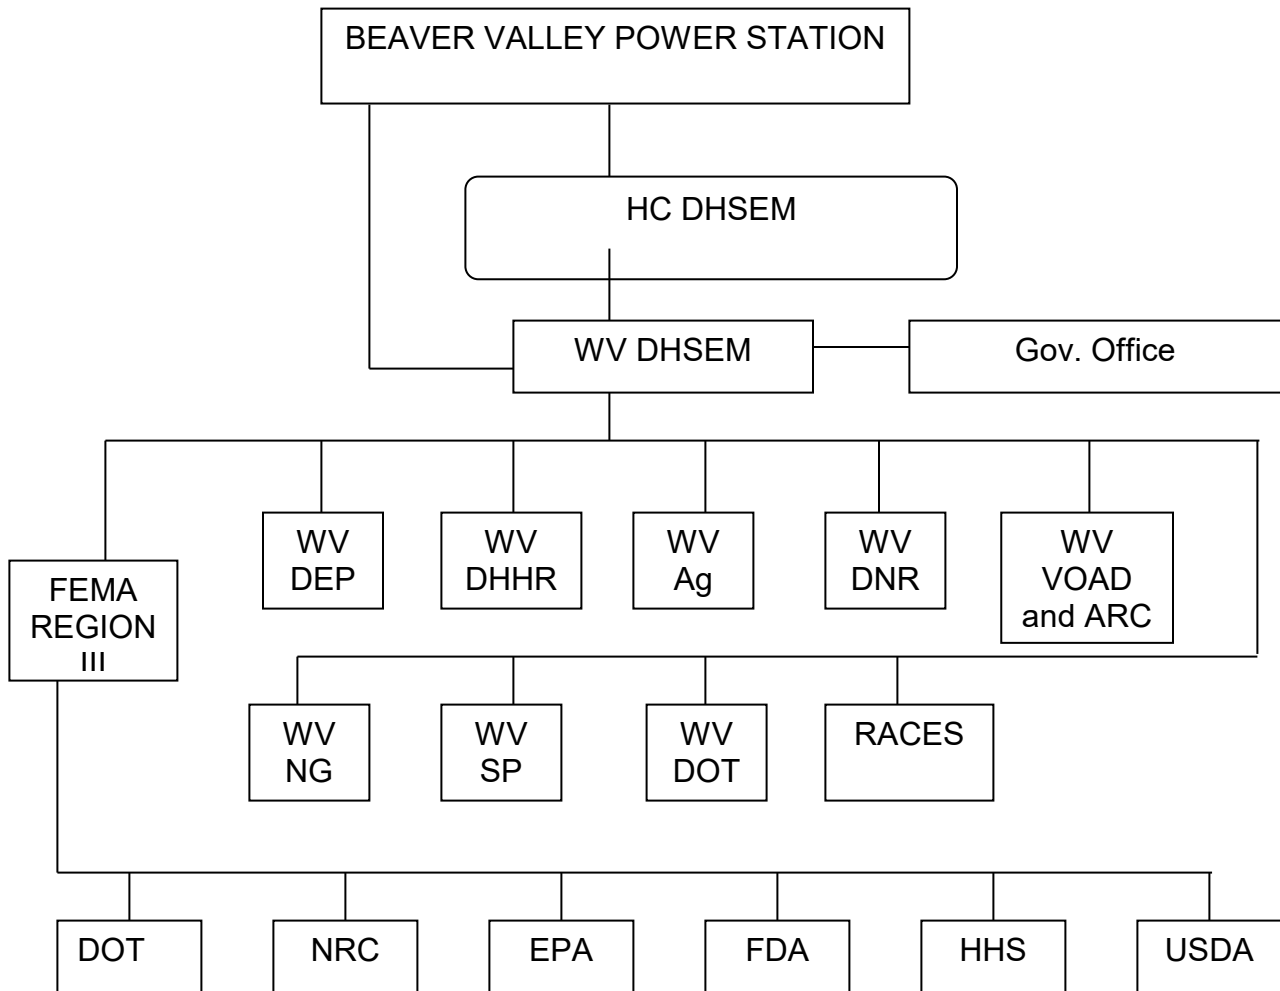 BEAVER VALLEY POWER STATION
HC DHSEM
WV DHSEM
Gov. Office
WV
DEP
WV
DHHR
WV
Ag
WV
DNR
WV
VOAD
and ARC
FEMA
REGION
III
WV
NG
WV
SP
WV
DOT
RACES
DOT
NRC
EPA
FDA
HHS
USDA